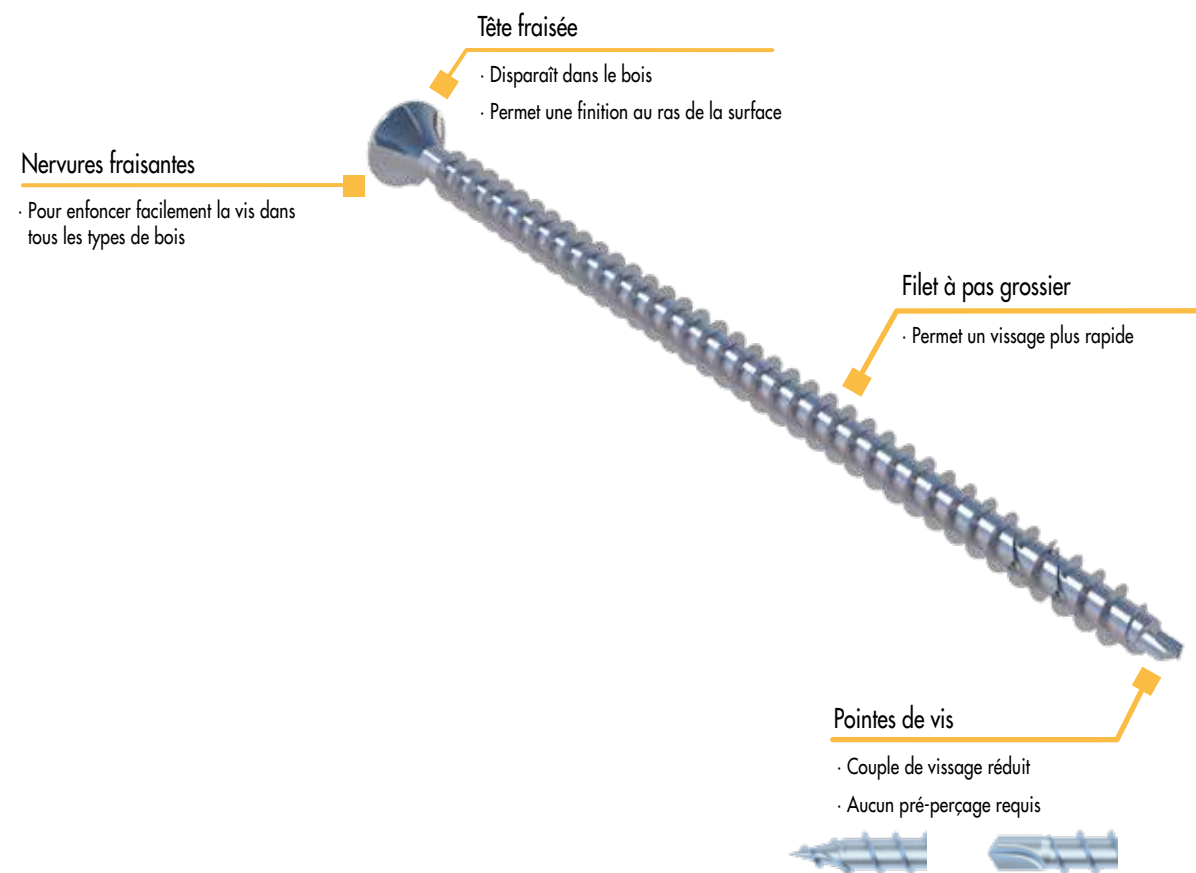 Tête fraisée
· Disparaît dans le bois
· Permet une finition au ras de la surface
Nervures fraisantes
· Pour enfoncer facilement la vis dans
tous les types de bois
Filet à pas grossier
· Permet un vissage plus rapide
Pointes de vis
· Couple de vissage réduit
· Aucun pré-perçage requis